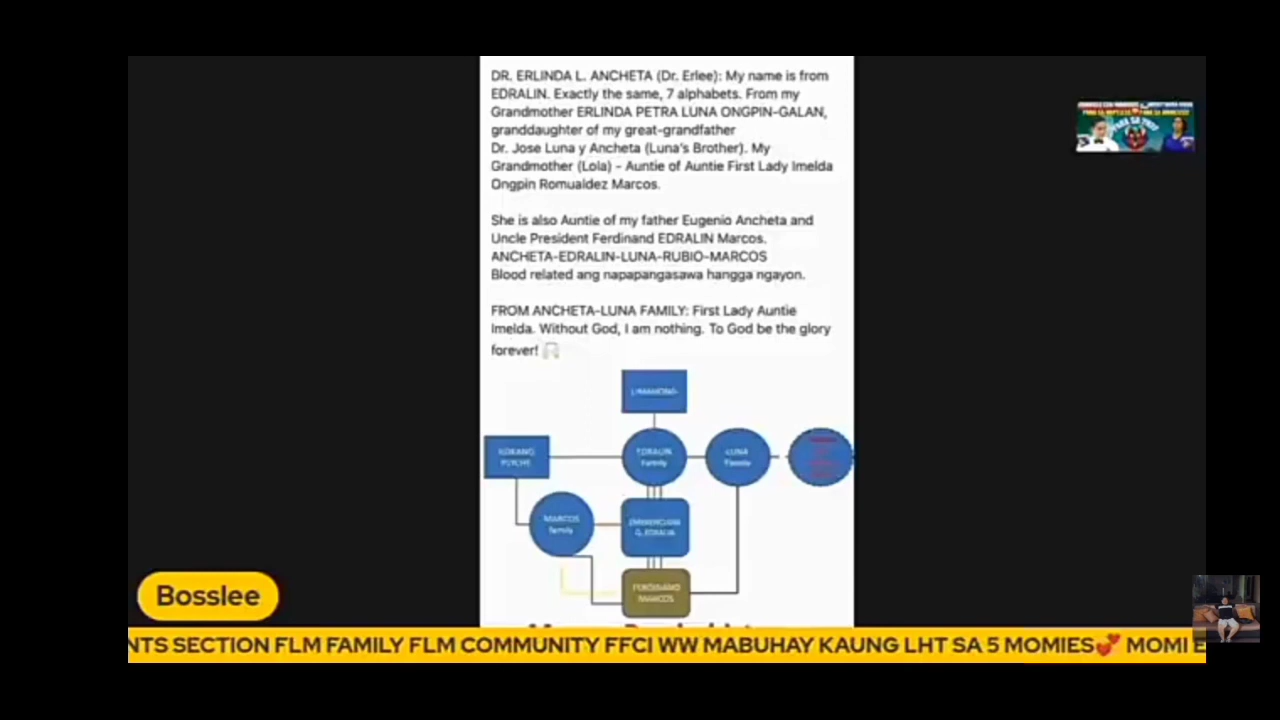 DR. ERLINDA L. ANCHETA (Dr. Erlee): My name is from
EDRALIN. Exactly the same, 7 alphabets. From my
Grandmother ERLINDA PETRA LUNA ONGPIN-GALAN,
granddaughter of my great-grandfather
Dr. Jose Luna y Ancheta (Luna's Brother). My
Grandmother (Lola) - Auntie of Auntie First Lady Imelda
Ongpin Romualdez Marcos.
She is also Auntie of my father Eugenio Ancheta and
Uncle President Ferdinand EDRALIN Marcos.
ANCHETA-EDRALIN-LUNA-RUBIO-MARCOS
Blood related ang napapangasawa hangga ngayon.
FROM ANCHETA-LUNA FAMILY: First Lady Auntie
Imelda. Without God, I am nothing. To God be the glory
forever!
LIMAHONG
EDRALIN
Family
LUNA
Family
MARCOS
family
FERDINAND
MARCOS
Bosslee
NTS SECTION FLM FAMILY FLM COMMUNITY FFCI WW MABUHAY KAUNG LHT SA 5 MOMIES💕 MOMI E